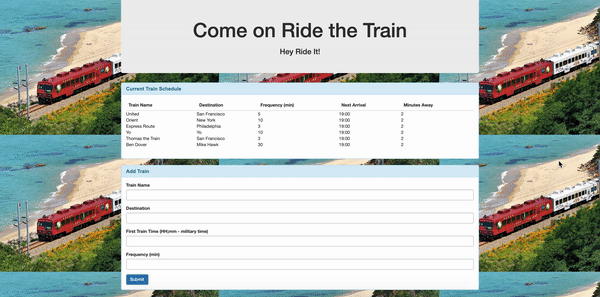 Come on Ride the Train
Hey Ride It!
Current Train Schedule
Train Name Destination Frequency (min) Next Arrival Minutes Away
United San Francisco 5 19:00 2
Orient New York 10 19:00 2
Express Route Philadelphia 3 19:00 2
Yo Yo 10 19:00 2
Thomas the Train San Francisco 3 19:00 2
Ben Dover Mike Hawk 30 19:00 2
Add Train
Train Name
Destination
First Train Time (HH:mm - military time)
Frequency (min)
Submit